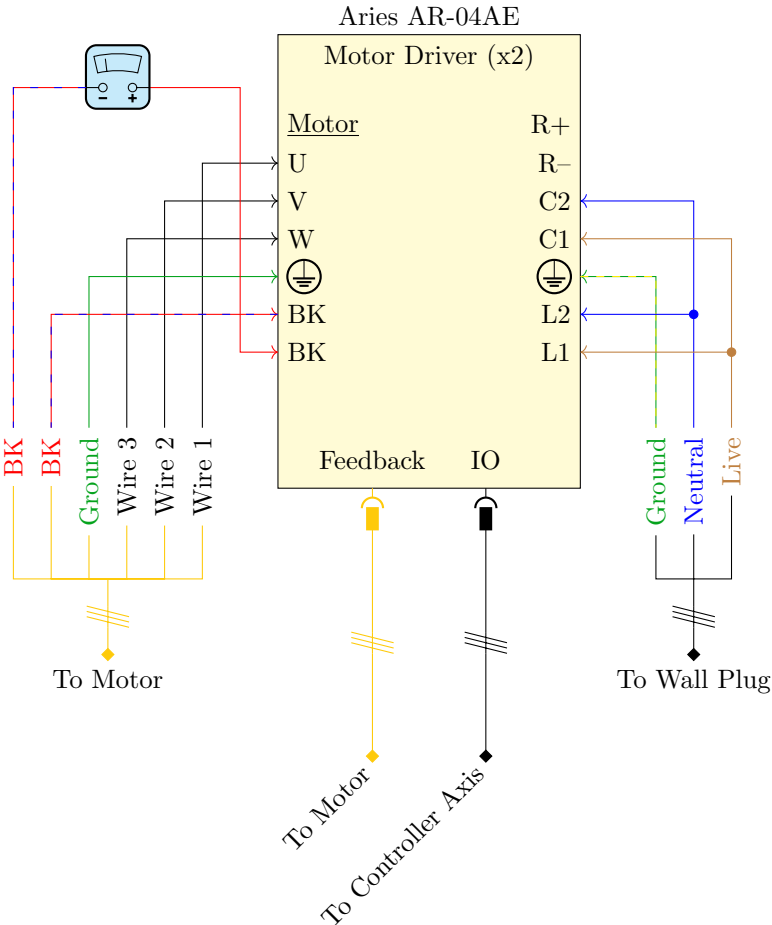 Aries AR-04AE
Motor Driver (x2)
- +
Motor
R+
U
R–
V
C2
W
C1
BK
L2
BK
L1
BK
BK
Ground
Wire 3
Wire 2
Wire 1
Feedback
IO
Ground
Neutral
Live
To Motor
To Wall Plug
To Motor
To Controller Axis